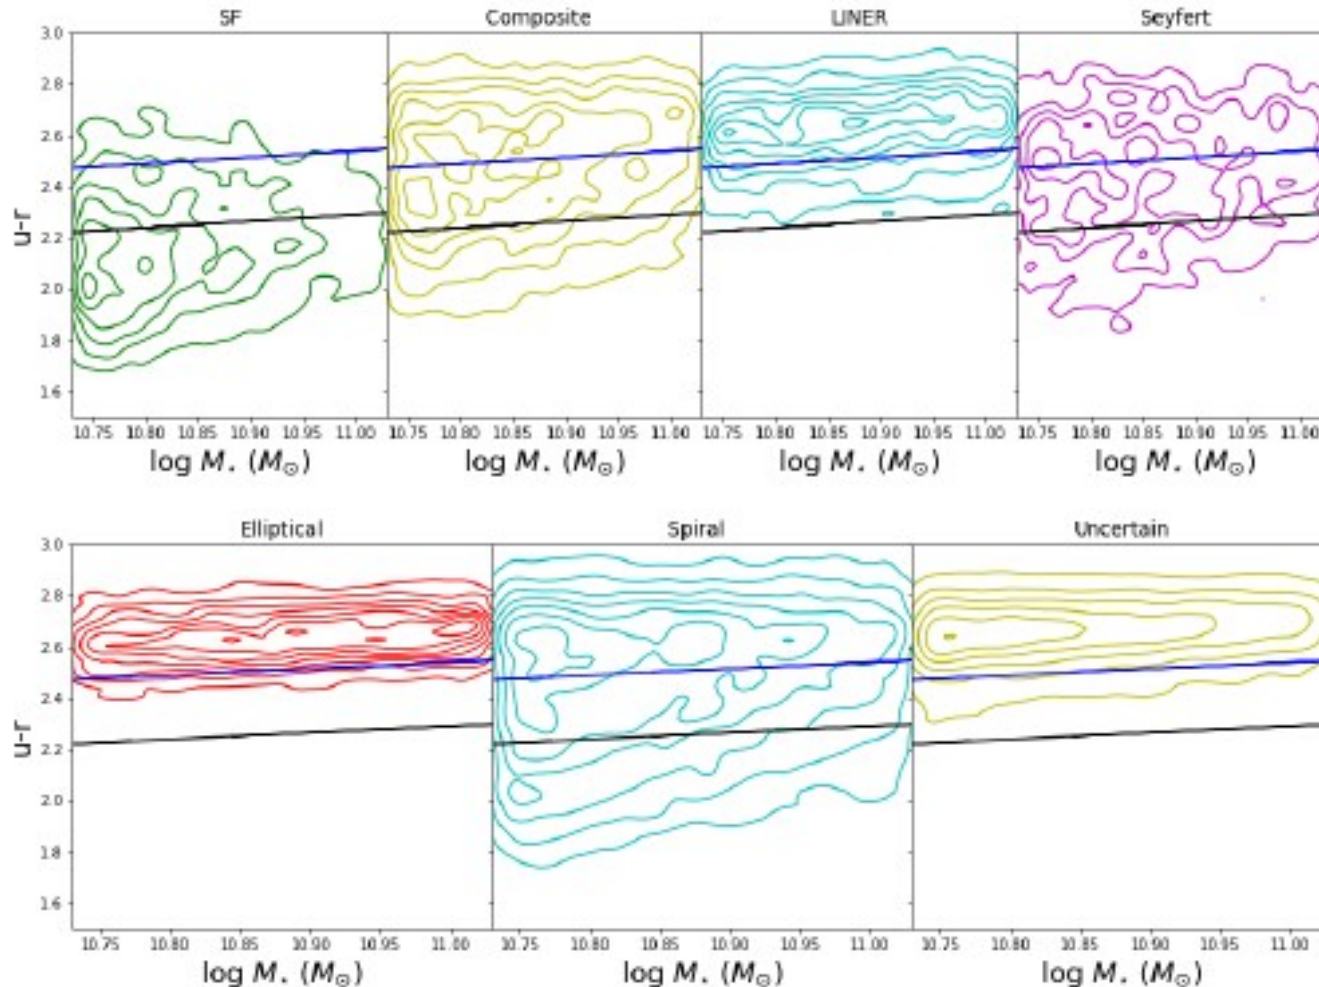 SF Composite LINER Seyfert
3.0
2.8
2.6
2.4
2.2
2.0
1.8
1.6
u-r
10.75 10.80 10.85 10.90 10.95 11.00 10.75 10.80 10.85 10.90 10.95 11.00 10.75 10.80 10.85 10.90 10.95 11.00 10.75 10.80 10.85 10.90 10.95 11.00
log M⋆ (M⊙) log M⋆ (M⊙) log M⋆ (M⊙) log M⋆ (M⊙)
Elliptical Spiral Uncertain
3.0
2.8
2.6
2.4
2.2
2.0
1.8
1.6
u-r
10.75 10.80 10.85 10.90 10.95 11.00 10.75 10.80 10.85 10.90 10.95 11.00 10.75 10.80 10.85 10.90 10.95 11.00
log M⋆ (M⊙) log M⋆ (M⊙) log M⋆ (M⊙)